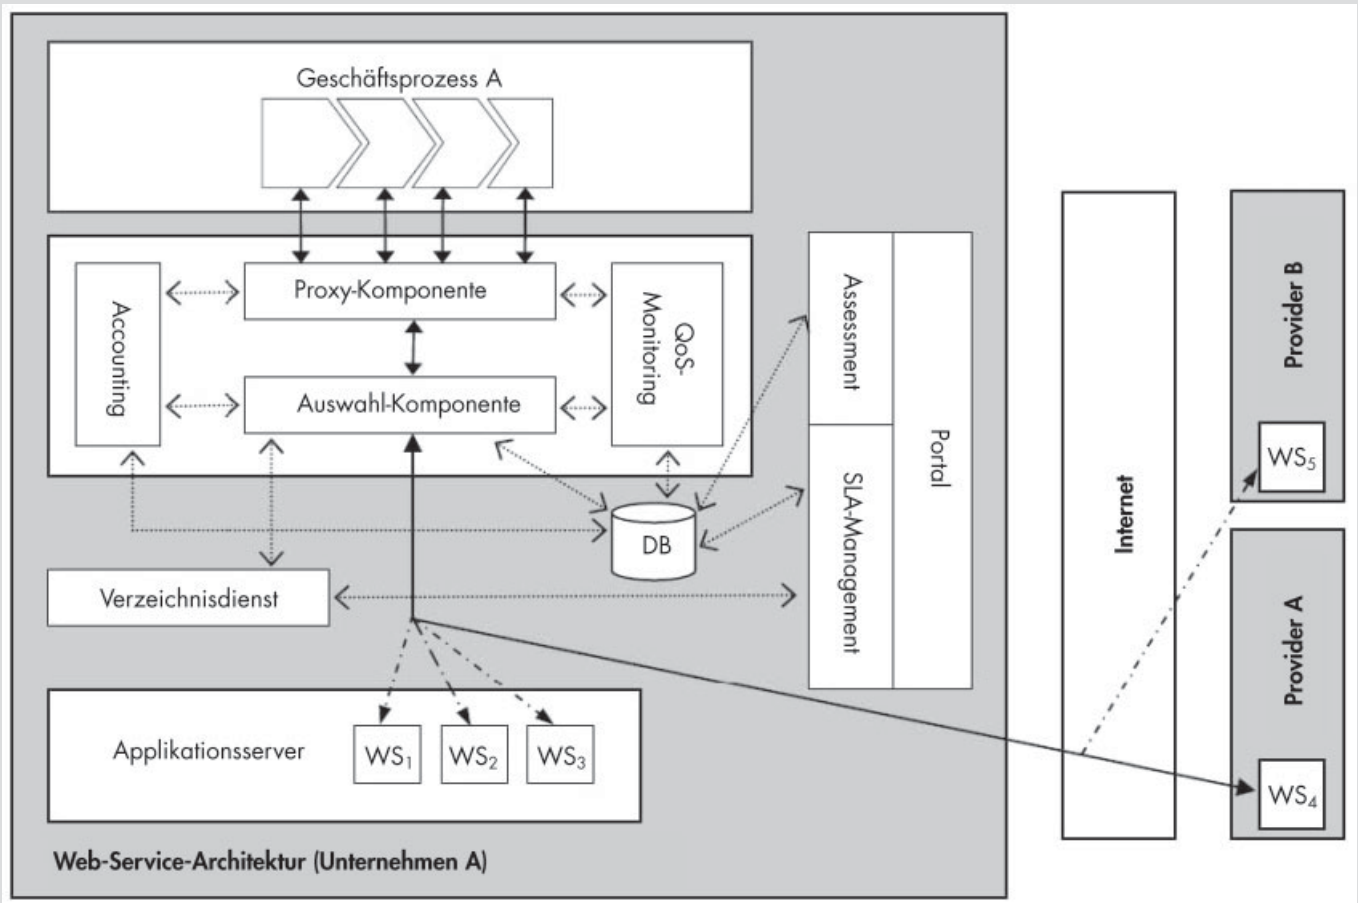 Geschäftsprozess A
Proxy-Komponente
Accounting
QoS-
Monitoring
Auswahl-Komponente
Assessment
SLA-Management
Portal
DB
Verzeichnisdienst
Applikationsserver
WS1
WS2
WS3
Web-Service-Architektur (Unternehmen A)
Internet
Provider B
WS5
Provider A
WS4